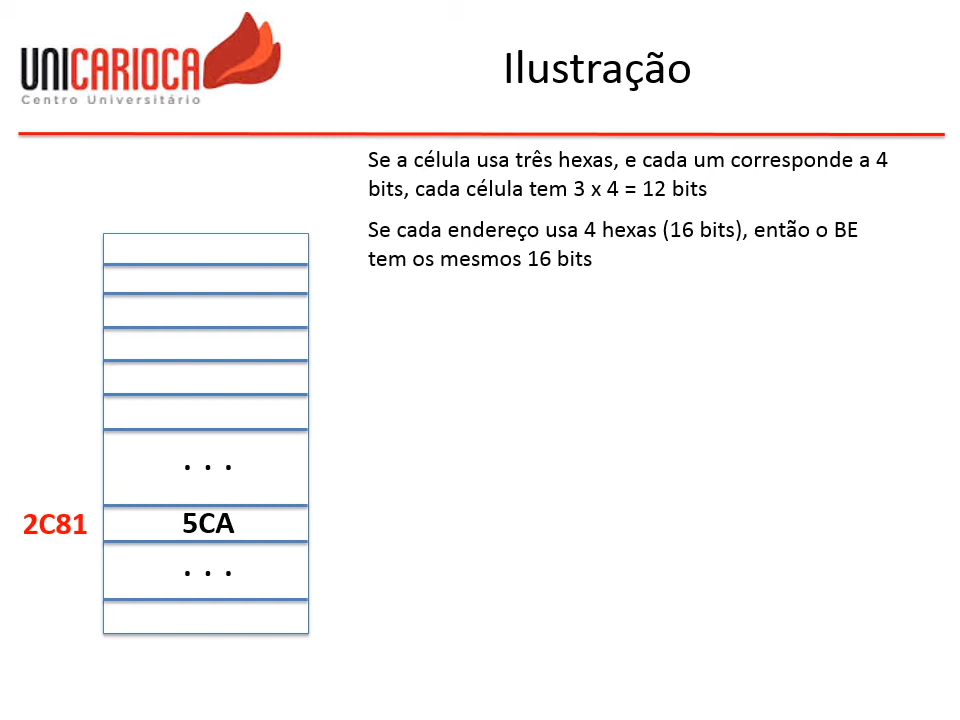 UNICARIOCA
Centro Universitário
Ilustração
Se a célula usa três hexas, e cada um corresponde a 4
bits, cada célula tem 3 x 4 = 12 bits
Se cada endereço usa 4 hexas (16 bits), então o BE
tem os mesmos 16 bits
. . .
2C81 5CA
. . .